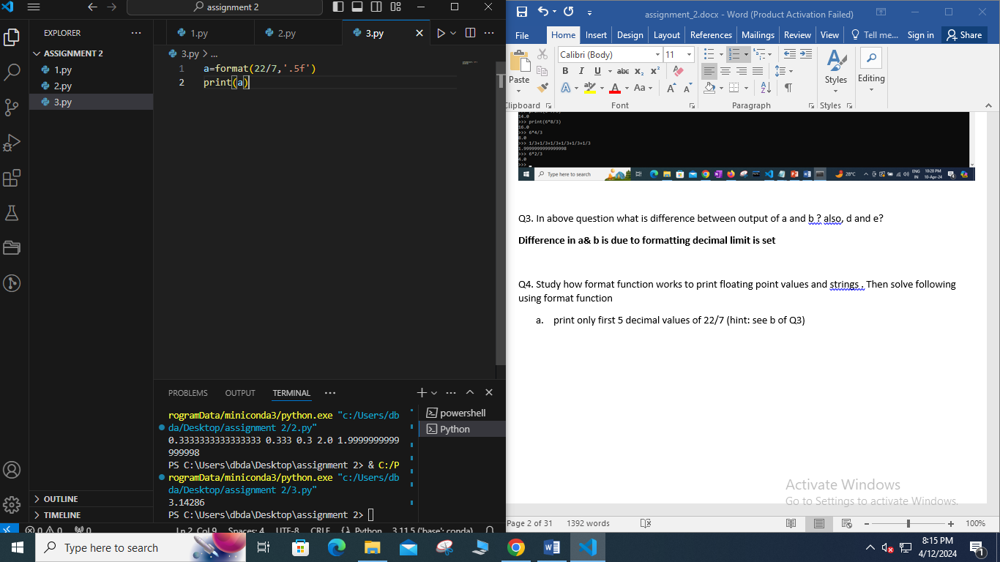 assignment 2
EXPLORER
ASSIGNMENT 2
1.py
2.py
3.py
OUTLINE
TIMELINE
1.py
2.py
3.py
3.py > ...
1 a=format(22/7,'.5f')
2 print(a)
PROBLEMS OUTPUT TERMINAL
powershell
Python
rogramData/miniconda3/python.exe "c:/Users/db
da/Desktop/assignment 2/2.py"
0.3333333333333333 0.333 0.3 2.0 1.9999999999
999998
PS C:\Users\dbda\Desktop\assignment 2> & C:/P
rogramData/miniconda3/python.exe "c:/Users/db
da/Desktop/assignment 2/3.py"
3.14286
PS C:\Users\dbda\Desktop\assignment 2>
0 0 0 Ln 2, Col 9 Spaces: 4 UTF-8 CRLF Python 3.11.5 ('base': conda)
assignment_2.docx - Word (Product Activation Failed)
File Home Insert Design Layout References Mailings Review View Tell me... Sign in Share
Paste
Calibri (Body) 11
Styles
Editing
Clipboard Font Paragraph Styles
14.0
>>> print(6*8/3)
16.0
>>> 6*4/3
8.0
>>> 1/3+1/3+1/3+1/3+1/3+1/3
1.9999999999999998
>>> 6*2/3
4.0
>>>
Type here to search
28°C
ENG 10:28 PM
IN 10-Apr-24
Q3. In above question what is difference between output of a and b ? also, d and e?
Difference in a& b is due to formatting decimal limit is set
Q4. Study how format function works to print floating point values and strings . Then solve following
using format function
a. print only first 5 decimal values of 22/7 (hint: see b of Q3)
Activate Windows
Go to Settings to activate Windows.
Page 2 of 31 1392 words
100%
Type here to search
8:15 PM
4/12/2024
1